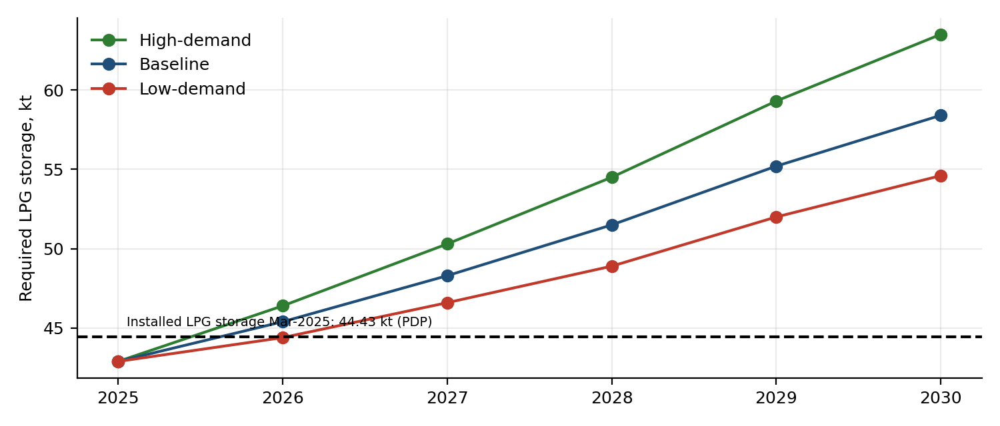 High-demand
Baseline
Low-demand
Required LPG storage, kt
60
55
50
45
Installed LPG storage Mar-2025: 44.43 kt (PDP)
2025 2026 2027 2028 2029 2030